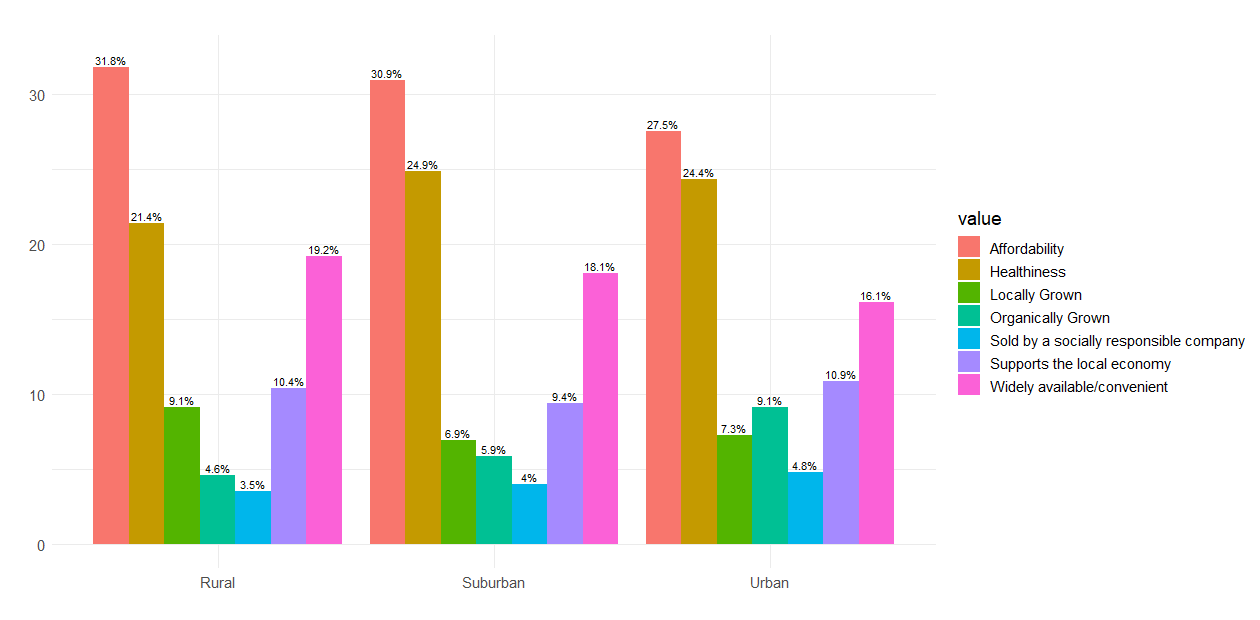 31.8%
30.9%
30
27.5%
24.9%
24.4%
21.4%
20
19.2%
18.1%
16.1%
10.4%
10.9%
10
9.1%
9.4%
9.1%
6.9%
7.3%
5.9%
4.6%
4.8%
3.5%
4%
0
Rural
Suburban
Urban
value
Affordability
Healthiness
Locally Grown
Organically Grown
Sold by a socially responsible company
Supports the local economy
Widely available/convenient